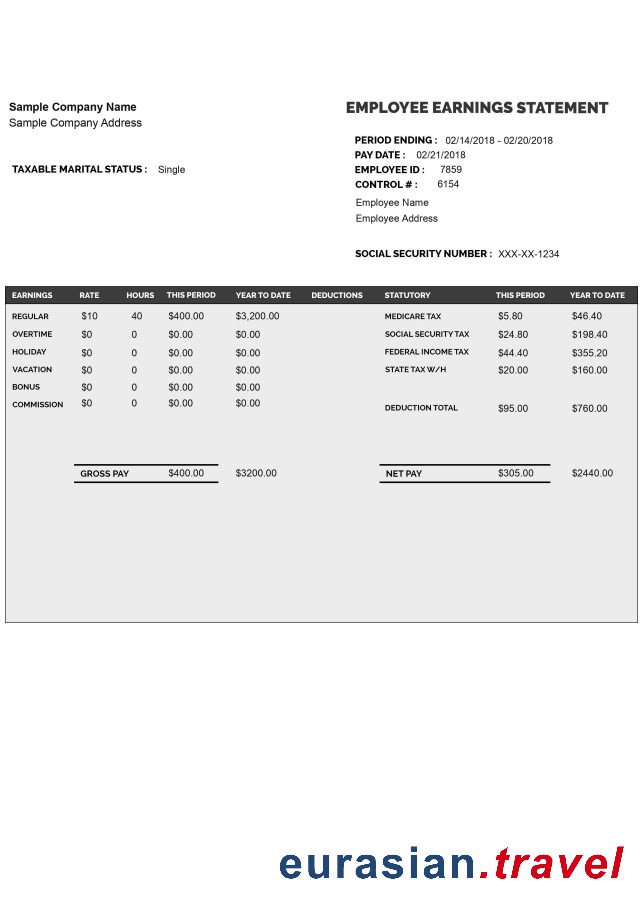 Sample Company Name
Sample Company Address
TAXABLE MARITAL STATUS : Single
EMPLOYEE EARNINGS STATEMENT
PERIOD ENDING : 02/14/2018 - 02/20/2018
PAY DATE : 02/21/2018
EMPLOYEE ID : 7859
CONTROL # : 6154
Employee Name
Employee Address
SOCIAL SECURITY NUMBER : XXX-XX-1234
EARNINGS RATE HOURS THIS PERIOD YEAR TO DATE DEDUCTIONS STATUTORY THIS PERIOD YEAR TO DATE
REGULAR $10 40 $400.00 $3,200.00 MEDICARE TAX $5.80 $46.40
OVERTIME $0 0 $0.00 $0.00 SOCIAL SECURITY TAX $24.80 $198.40
HOLIDAY $0 0 $0.00 $0.00 FEDERAL INCOME TAX $44.40 $355.20
VACATION $0 0 $0.00 $0.00 STATE TAX W/H $20.00 $160.00
BONUS $0 0 $0.00 $0.00
COMMISSION $0 0 $0.00 $0.00 DEDUCTION TOTAL $95.00 $760.00
GROSS PAY $400.00 $3200.00 NET PAY $305.00 $2440.00
eurasian.travel